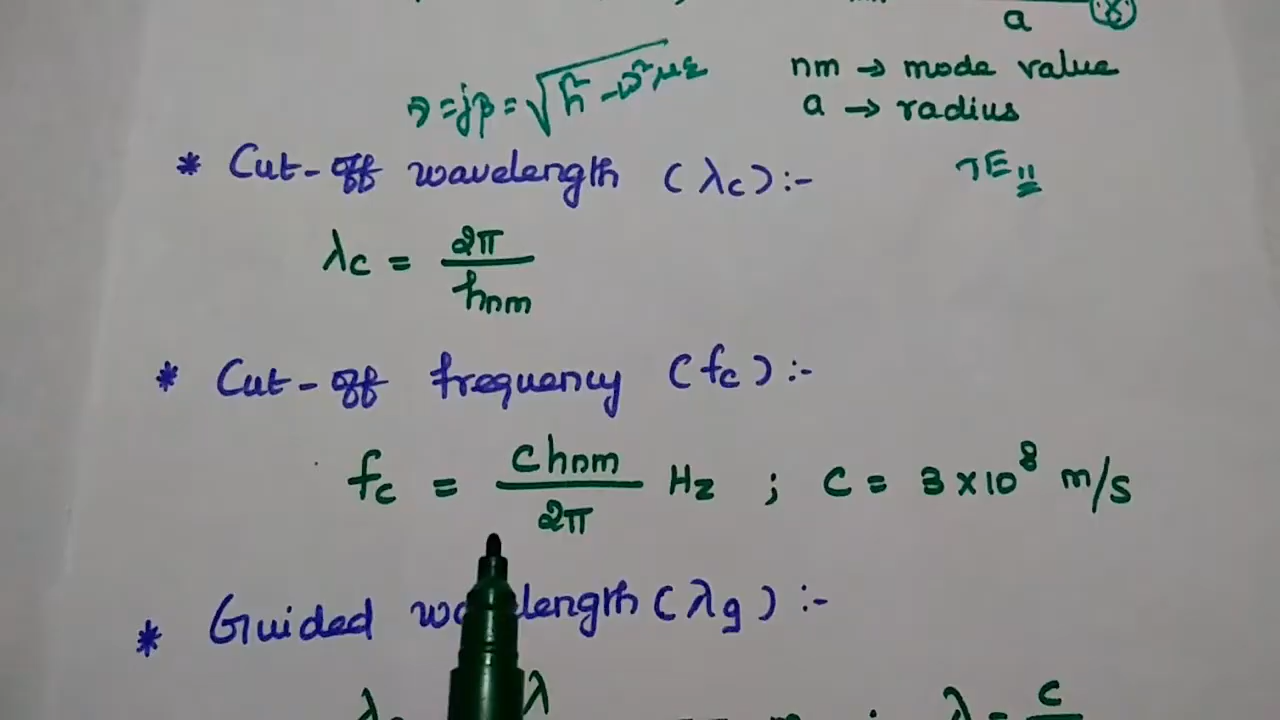 a (8)
nm → mode value
γ = jβ = √h² - ω²με
a → radius
* Cut-off wavelength (λc):-
TE11
λc = 2π / hnm
* Cut-off frequency (fc):-
fc = c hnm / 2π Hz ; c = 3×10⁸ m/s
* Guided wavelength (λg):-
λ ; λ = c